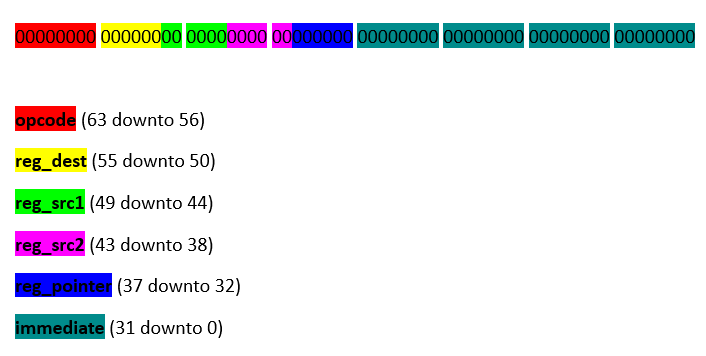 00000000 00000000 00000000 00000000 00000000 00000000 00000000 00000000
opcode (63 downto 56)
reg_dest (55 downto 50)
reg_src1 (49 downto 44)
reg_src2 (43 downto 38)
reg_pointer (37 downto 32)
immediate (31 downto 0)